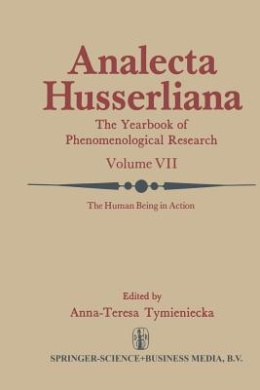 Analecta
Husserliana
The Yearbook of
Phenomenological Research
Volume VII
The Human Being in Action
Edited by
Anna-Teresa Tymieniecka
SPRINGER-SCIENCE+BUSINESS MEDIA, B.V.